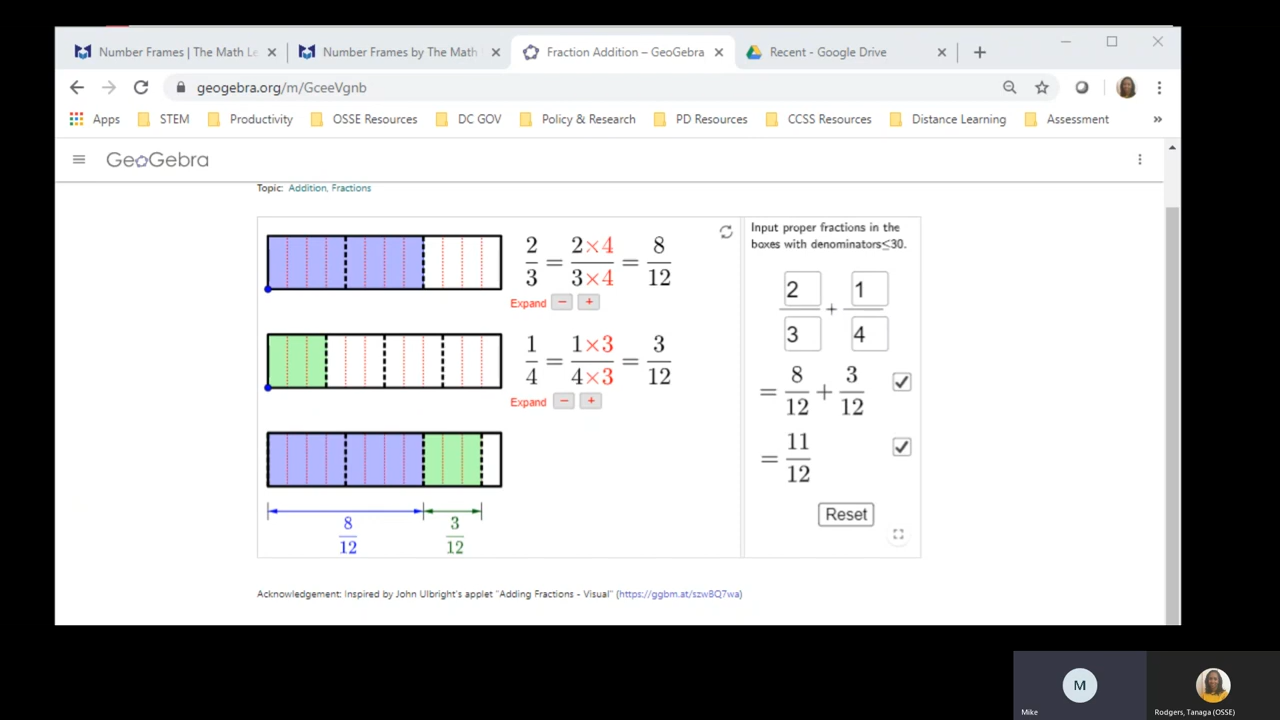 Number Frames | The Math Le
Number Frames by The Math
Fraction Addition – GeoGebra
Recent - Google Drive
geogebra.org/m/GceeVgnb
Apps STEM Productivity OSSE Resources DC GOV Policy & Research PD Resources CCSS Resources Distance Learning Assessment »
GeoGebra
Topic: Addition, Fractions
2/3 = 2×4/3×4 = 8/12
Expand − +
1/4 = 1×3/4×3 = 3/12
Expand − +
8/12 3/12
Input proper fractions in the
boxes with denominators≤30.
2/3 + 1/4
= 8/12 + 3/12
= 11/12
Reset
Acknowledgement: Inspired by John Ulbright's applet "Adding Fractions - Visual" (https://ggbm.at/szwBQ7wa)
M
Mike
Rodgers, Tanaga (OSSE)